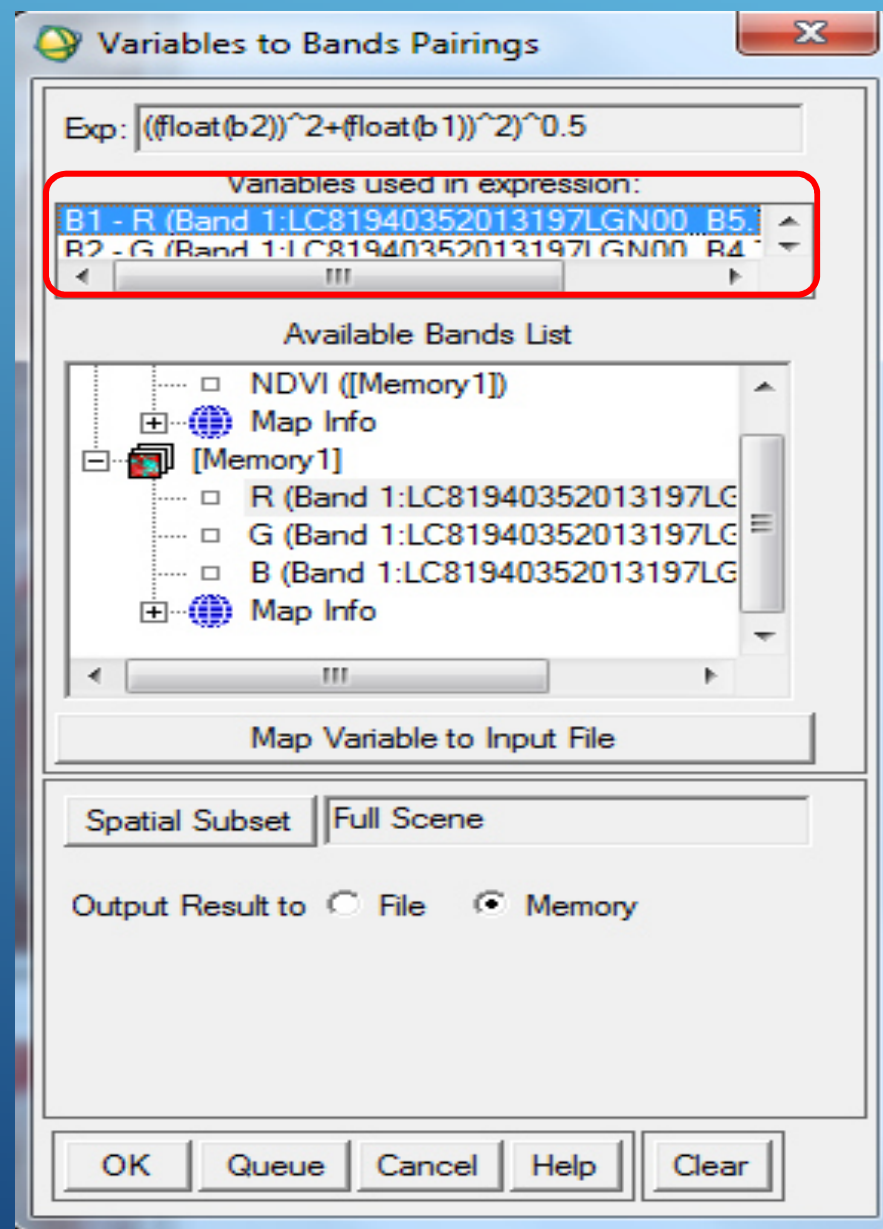 Variables to Bands Pairings
Exp: ((float(b2))^2+(float(b1))^2)^0.5
Variables used in expression:
B1 - R (Band 1:LC81940352013197LGN00_B5.
B2 - G (Band 1:LC81940352013197LGN00_B4
Available Bands List
NDVI ([Memory1])
Map Info
[Memory1]
R (Band 1:LC81940352013197LG
G (Band 1:LC81940352013197LG
B (Band 1:LC81940352013197LG
Map Info
Map Variable to Input File
Spatial Subset Full Scene
Output Result to File Memory
OK Queue Cancel Help Clear